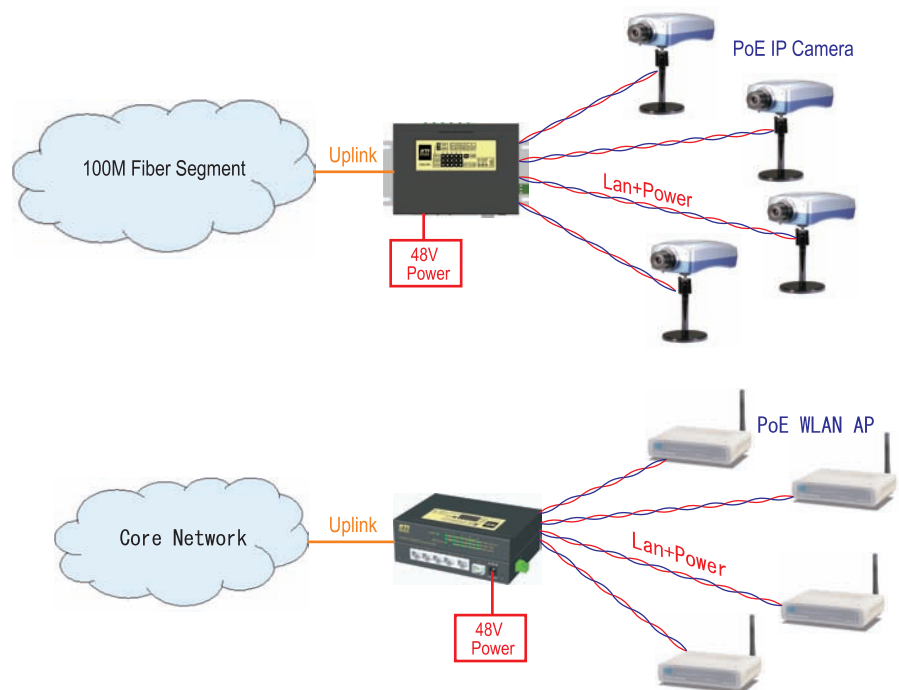 PoE IP Camera
100M Fiber Segment
Uplink
Lan+Power
48V
Power
PoE WLAN AP
Core Network
Uplink
Lan+Power
48V
Power